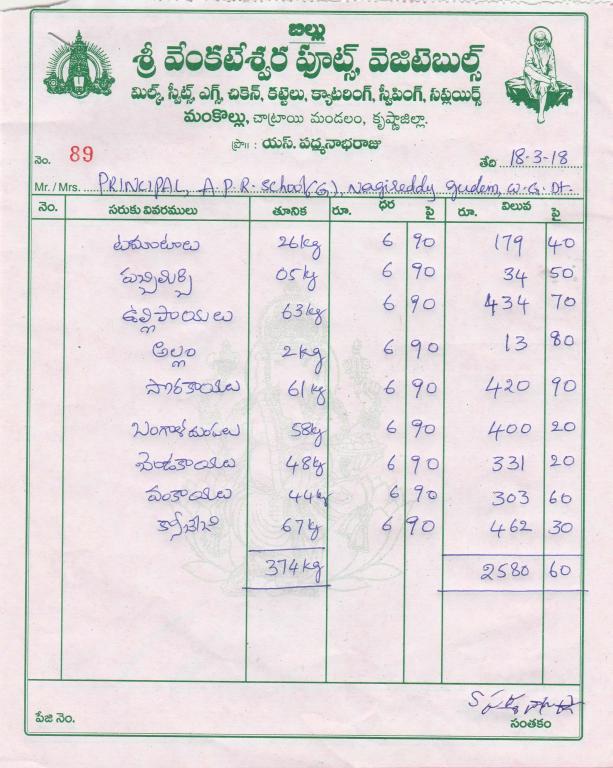 బిల్లు
శ్రీ వేంకటేశ్వర ఫ్రూట్స్, వెజిటెబుల్స్
మిల్క్, స్వీట్స్, ఎగ్స్, చికెన్, కట్టెలు, క్యాటరింగ్, స్వీపింగ్, సప్లయిర్స్
మంకొల్లు, చాట్రాయి మండలం, కృష్ణాజిల్లా.
ప్రొ॥ : యస్. పద్మనాభరాజు
నెం. 89 తేది 18-3-18
Mr. / Mrs. PRINCIPAL, A.P.R. School(G), Nagireddy gudem, W.G. Dt.
నెం. సరుకు వివరములు తూనిక రూ. ధర పై రూ. విలువ పై
టమాటాలు 26kg 6 90 179 40
పచ్చిమిర్చి 05kg 6 90 34 50
ఉల్లిపాయలు 63kg 6 90 434 70
అల్లం 2kg 6 90 13 80
సొరకాయలు 61kg 6 90 420 90
బంగాళదుంపలు 58kg 6 90 400 20
బెండకాయలు 48kg 6 90 331 20
వంకాయలు 44kg 6 90 303 60
క్యాబేజి 67kg 6 90 462 30
374kg 2580 60
పేజి నెం. సంతకం